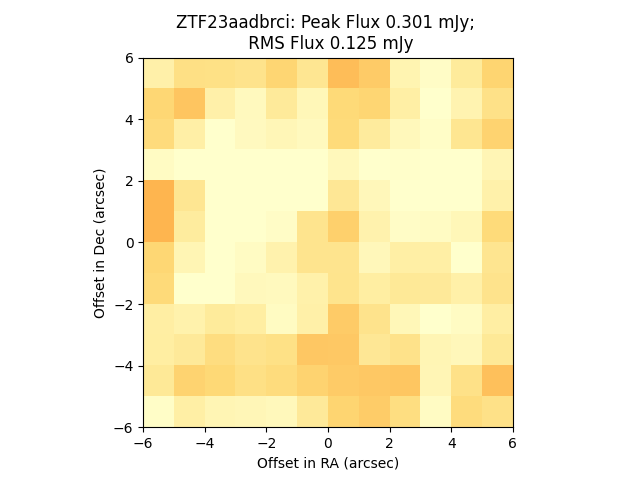 ZTF23aadbrci: Peak Flux 0.301 mJy;
RMS Flux 0.125 mJy
6
4
2
0
−2
−4
−6
Offset in Dec (arcsec)
−6 −4 −2 0 2 4 6
Offset in RA (arcsec)